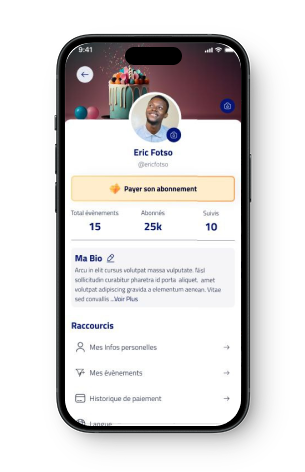 9:41
Eric Fotso
@ericfotso
Payer son abonnement
Total évènements Abonnés Suivis
15 25k 10
Ma Bio
Arcu in elit cursus volutpat massa vulputate. Nisl
sollicitudin curabitur pharetra id porta aliquet. amet
volutpat adipiscing gravida a elementum aenean. Vitae
sed convallis ...Voir Plus
Raccourcis
Mes Infos personelles
Mes évènements
Historique de paiement
Langue